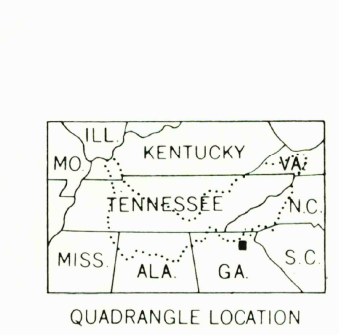 ILL.
MO. KENTUCKY VA.
TENNESSEE N.C.
MISS. ALA. GA. S.C.
QUADRANGLE LOCATION